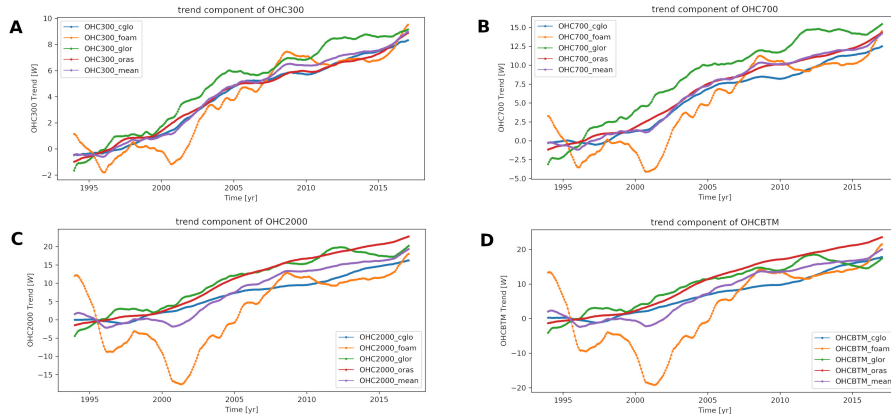 A
trend component of OHC300
OHC300 Trend [W]
10
8
6
4
2
0
−2
OHC300_cglo
OHC300_foam
OHC300_glor
OHC300_oras
OHC300_mean
1995 2000 2005 2010 2015
Time [yr]
B
trend component of OHC700
OHC700 Trend [W]
15.0
12.5
10.0
7.5
5.0
2.5
0.0
−2.5
−5.0
OHC700_cglo
OHC700_foam
OHC700_glor
OHC700_oras
OHC700_mean
1995 2000 2005 2010 2015
Time [yr]
C
trend component of OHC2000
OHC2000 Trend [W]
20
15
10
5
0
−5
−10
−15
OHC2000_cglo
OHC2000_foam
OHC2000_glor
OHC2000_oras
OHC2000_mean
1995 2000 2005 2010 2015
Time [yr]
D
trend component of OHCBTM
OHCBTM Trend [W]
20
10
0
−10
−20
OHCBTM_cglo
OHCBTM_foam
OHCBTM_glor
OHCBTM_oras
OHCBTM_mean
1995 2000 2005 2010 2015
Time [yr]